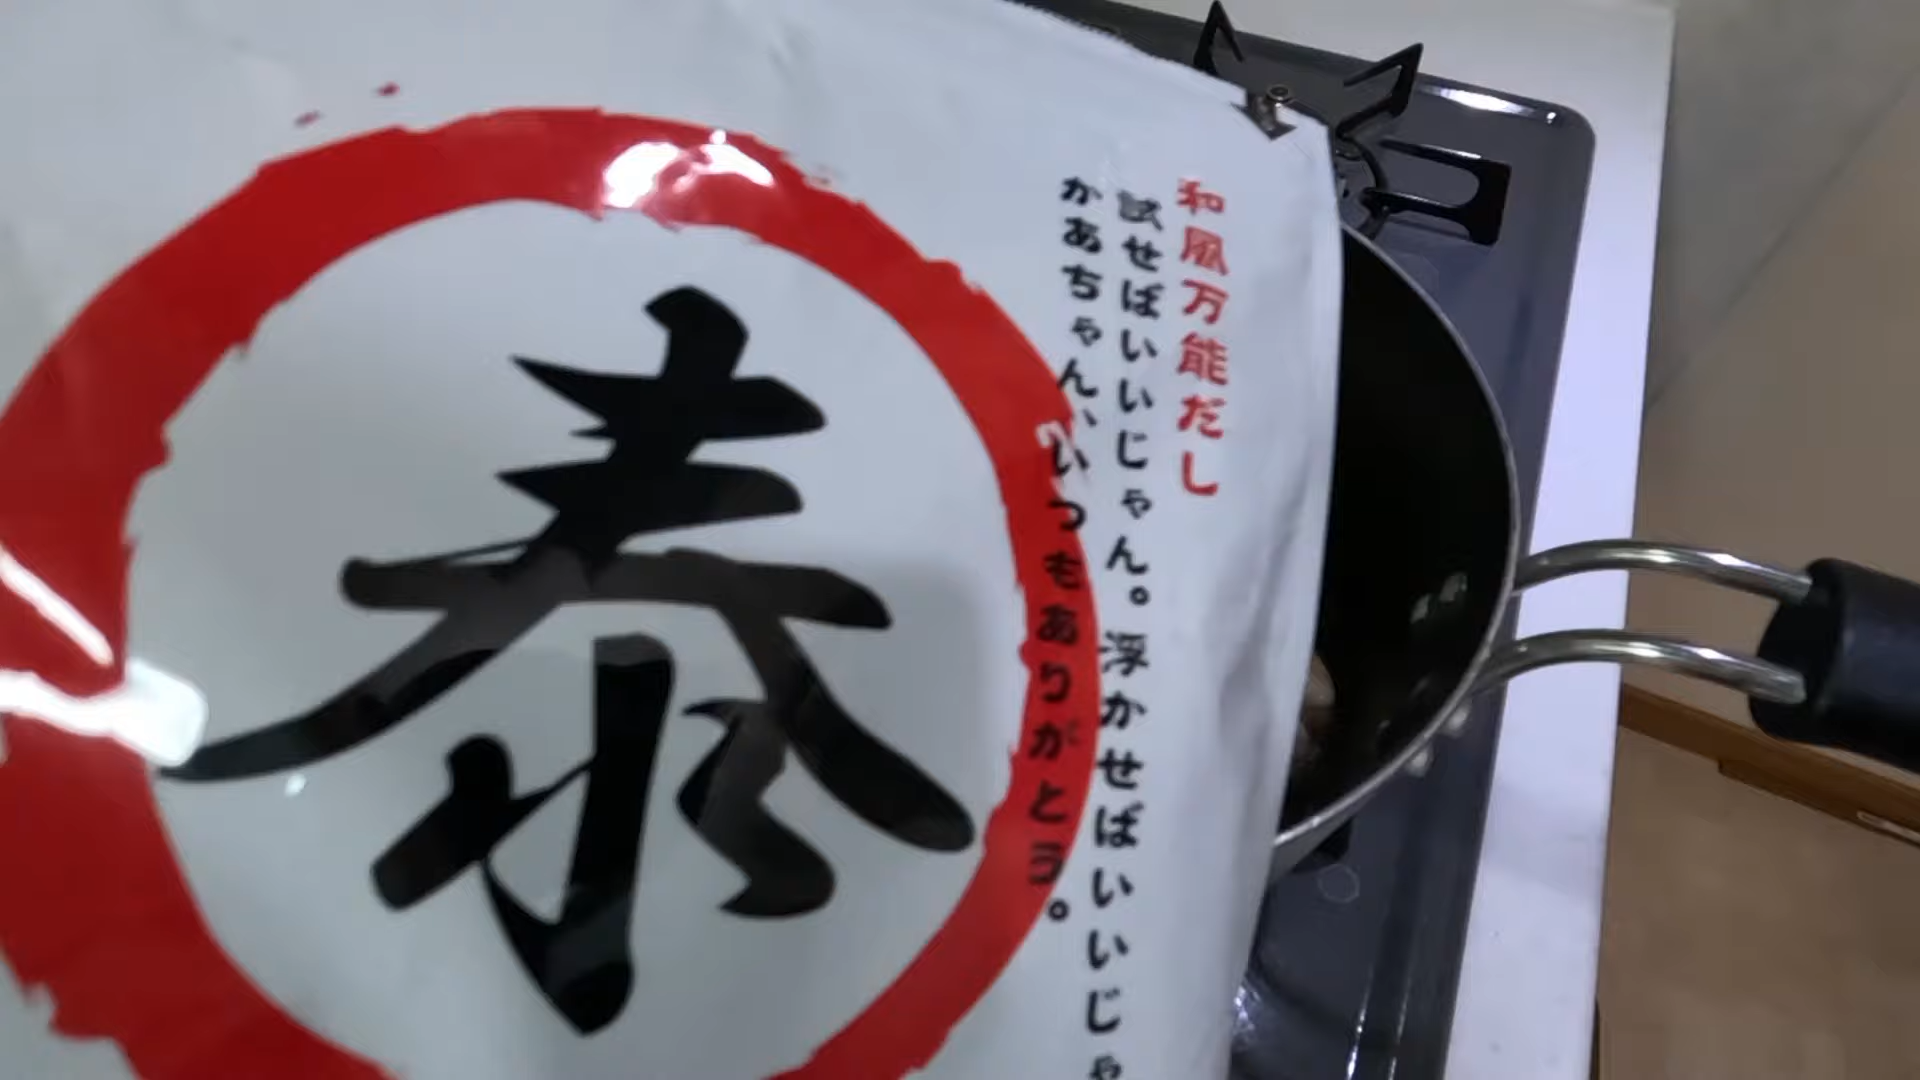 和風万能だし
試せばいいじゃん。浮かせばいいじゃ
かあちゃん、いつもありがとう。
泰